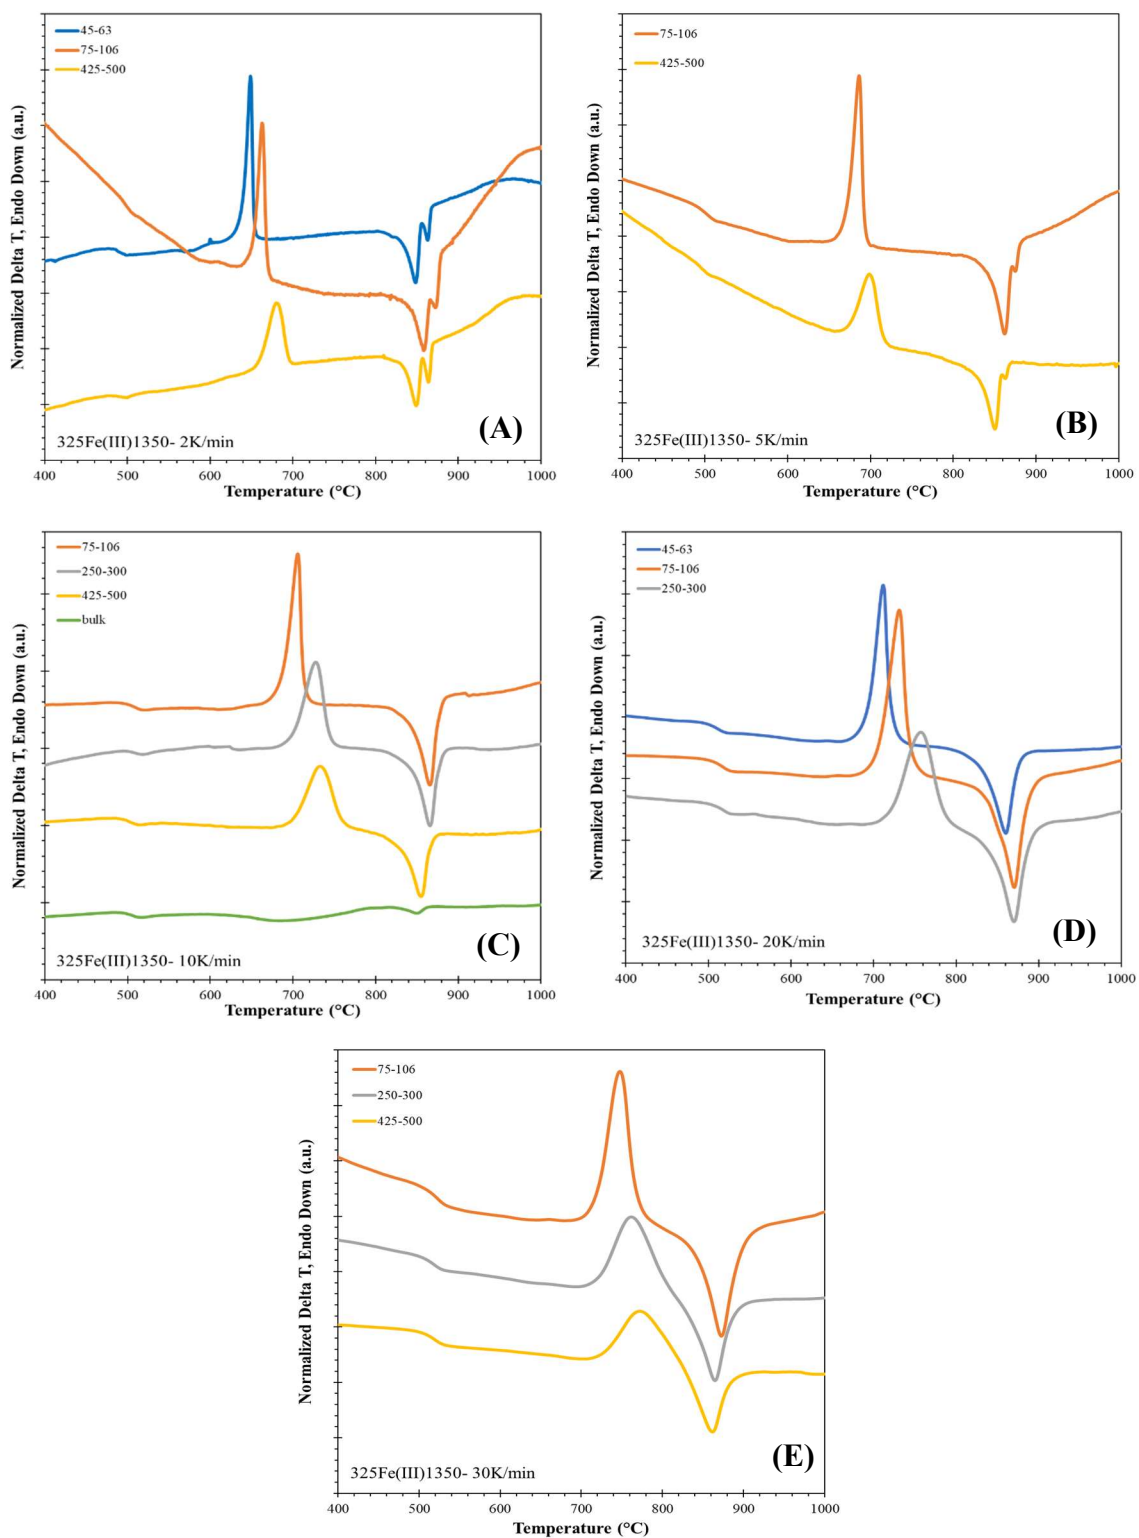 45-63
75-106
425-500
Normalized Delta T, Endo Down (a.u.)
325Fe(III)1350- 2K/min
(A)
400 500 600 700 800 900 1000
Temperature (°C)
75-106
425-500
Normalized Delta T, Endo Down (a.u.)
325Fe(III)1350- 5K/min
(B)
400 500 600 700 800 900 1000
Temperature (°C)
75-106
250-300
425-500
bulk
Normalized Delta T, Endo Down (a.u.)
325Fe(III)1350- 10K/min
(C)
400 500 600 700 800 900 1000
Temperature (°C)
45-63
75-106
250-300
Normalized Delta T, Endo Down (a.u.)
325Fe(III)1350- 20K/min
(D)
400 500 600 700 800 900 1000
Temperature (°C)
75-106
250-300
425-500
Normalized Delta T, Endo Down (a.u.)
325Fe(III)1350- 30K/min
(E)
400 500 600 700 800 900 1000
Temperature (°C)